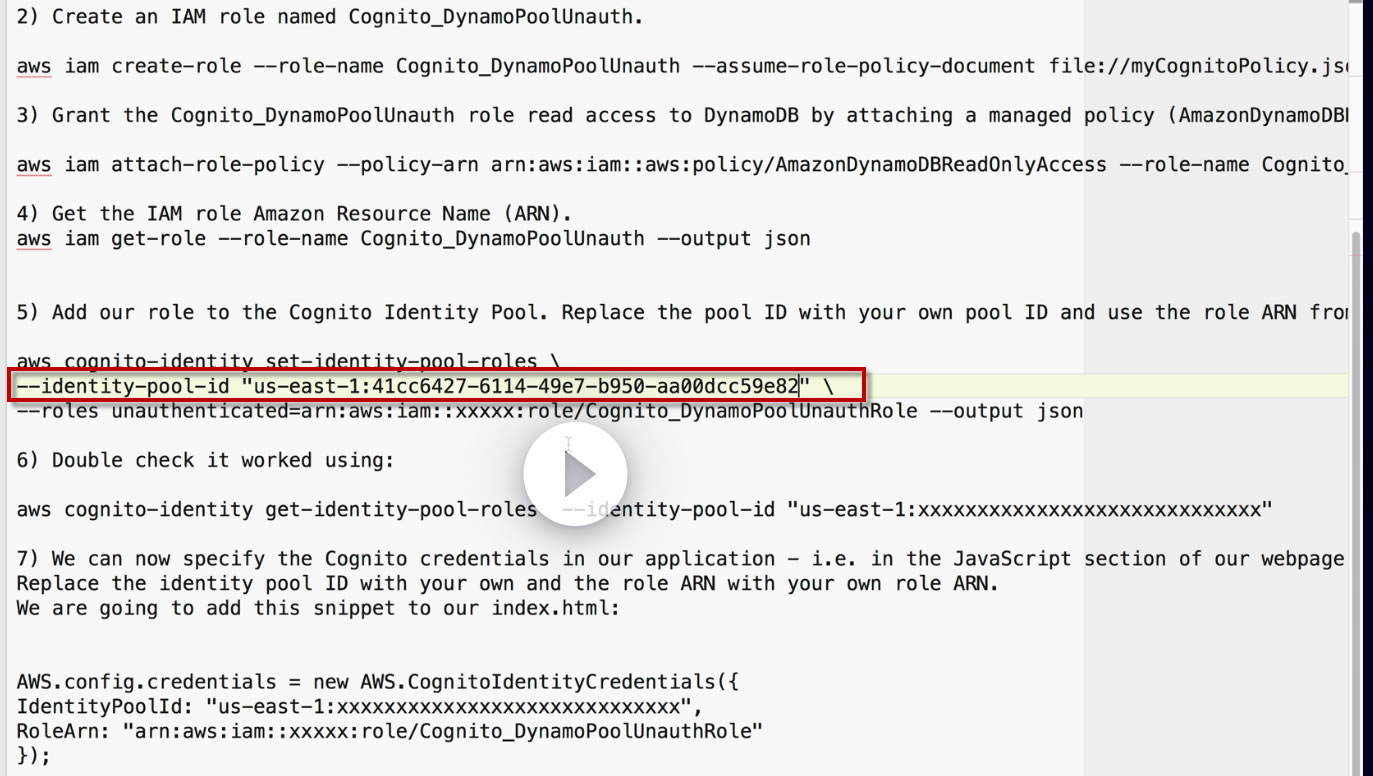 2) Create an IAM role named Cognito_DynamoPoolUnauth.
aws iam create-role --role-name Cognito_DynamoPoolUnauth --assume-role-policy-document file://myCognitoPolicy.jso
3) Grant the Cognito_DynamoPoolUnauth role read access to DynamoDB by attaching a managed policy (AmazonDynamoDB
aws iam attach-role-policy --policy-arn arn:aws:iam::aws:policy/AmazonDynamoDBReadOnlyAccess --role-name Cognito_
4) Get the IAM role Amazon Resource Name (ARN).
aws iam get-role --role-name Cognito_DynamoPoolUnauth --output json
5) Add our role to the Cognito Identity Pool. Replace the pool ID with your own pool ID and use the role ARN from
aws cognito-identity set-identity-pool-roles \
--identity-pool-id "us-east-1:41cc6427-6114-49e7-b950-aa00dcc59e82" \
--roles unauthenticated=arn:aws:iam::xxxxx:role/Cognito_DynamoPoolUnauthRole --output json
6) Double check it worked using:
aws cognito-identity get-identity-pool-roles --identity-pool-id "us-east-1:xxxxxxxxxxxxxxxxxxxxxxxxxxxxx"
7) We can now specify the Cognito credentials in our application - i.e. in the JavaScript section of our webpage
Replace the identity pool ID with your own and the role ARN with your own role ARN.
We are going to add this snippet to our index.html:
AWS.config.credentials = new AWS.CognitoIdentityCredentials({
IdentityPoolId: "us-east-1:xxxxxxxxxxxxxxxxxxxxxxxxxxxxx",
RoleArn: "arn:aws:iam::xxxxx:role/Cognito_DynamoPoolUnauthRole"
});